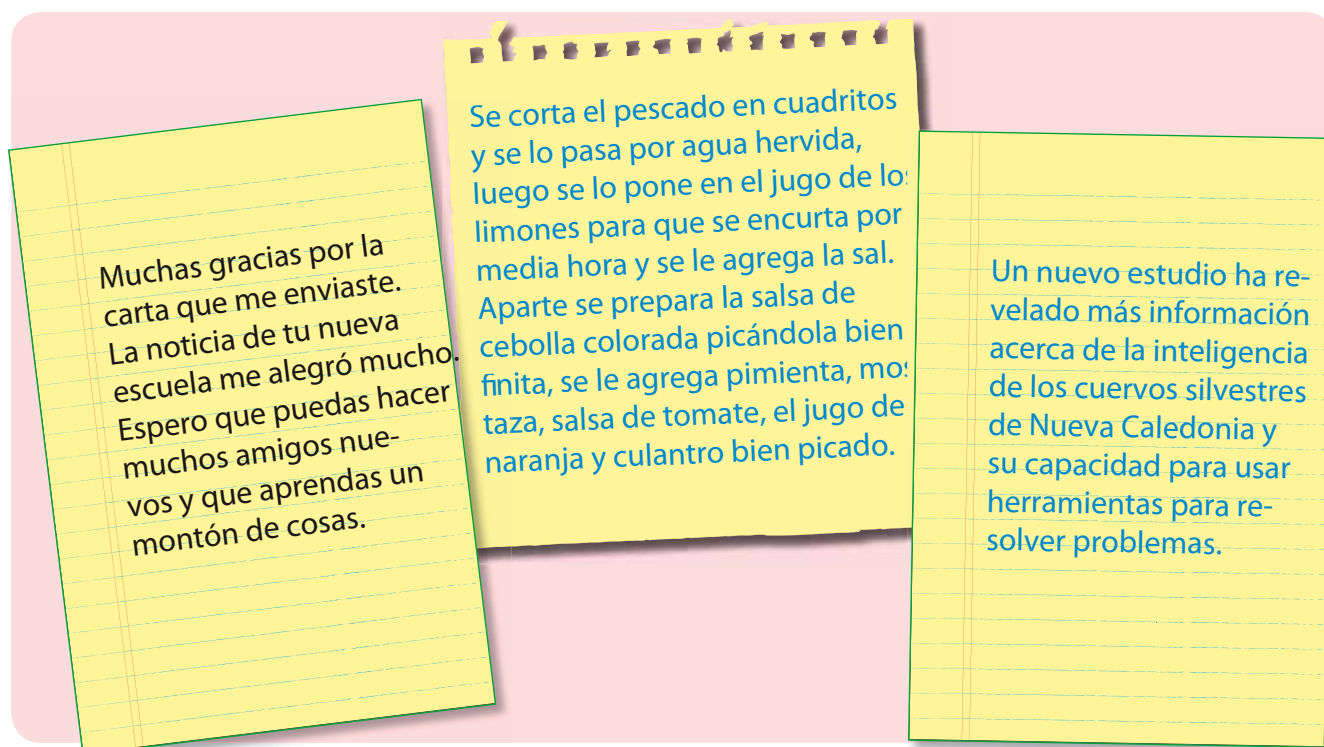 Muchas gracias por la
carta que me enviaste.
La noticia de tu nueva
escuela me alegró mucho.
Espero que puedas hacer
muchos amigos nue-
vos y que aprendas un
montón de cosas.
Se corta el pescado en cuadritos
y se lo pasa por agua hervida,
luego se lo pone en el jugo de los
limones para que se encurta por
media hora y se le agrega la sal.
Aparte se prepara la salsa de
cebolla colorada picándola bien
finita, se le agrega pimienta, mos
taza, salsa de tomate, el jugo de
naranja y culantro bien picado.
Un nuevo estudio ha re-
velado más información
acerca de la inteligencia
de los cuervos silvestres
de Nueva Caledonia y
su capacidad para usar
herramientas para re-
solver problemas.